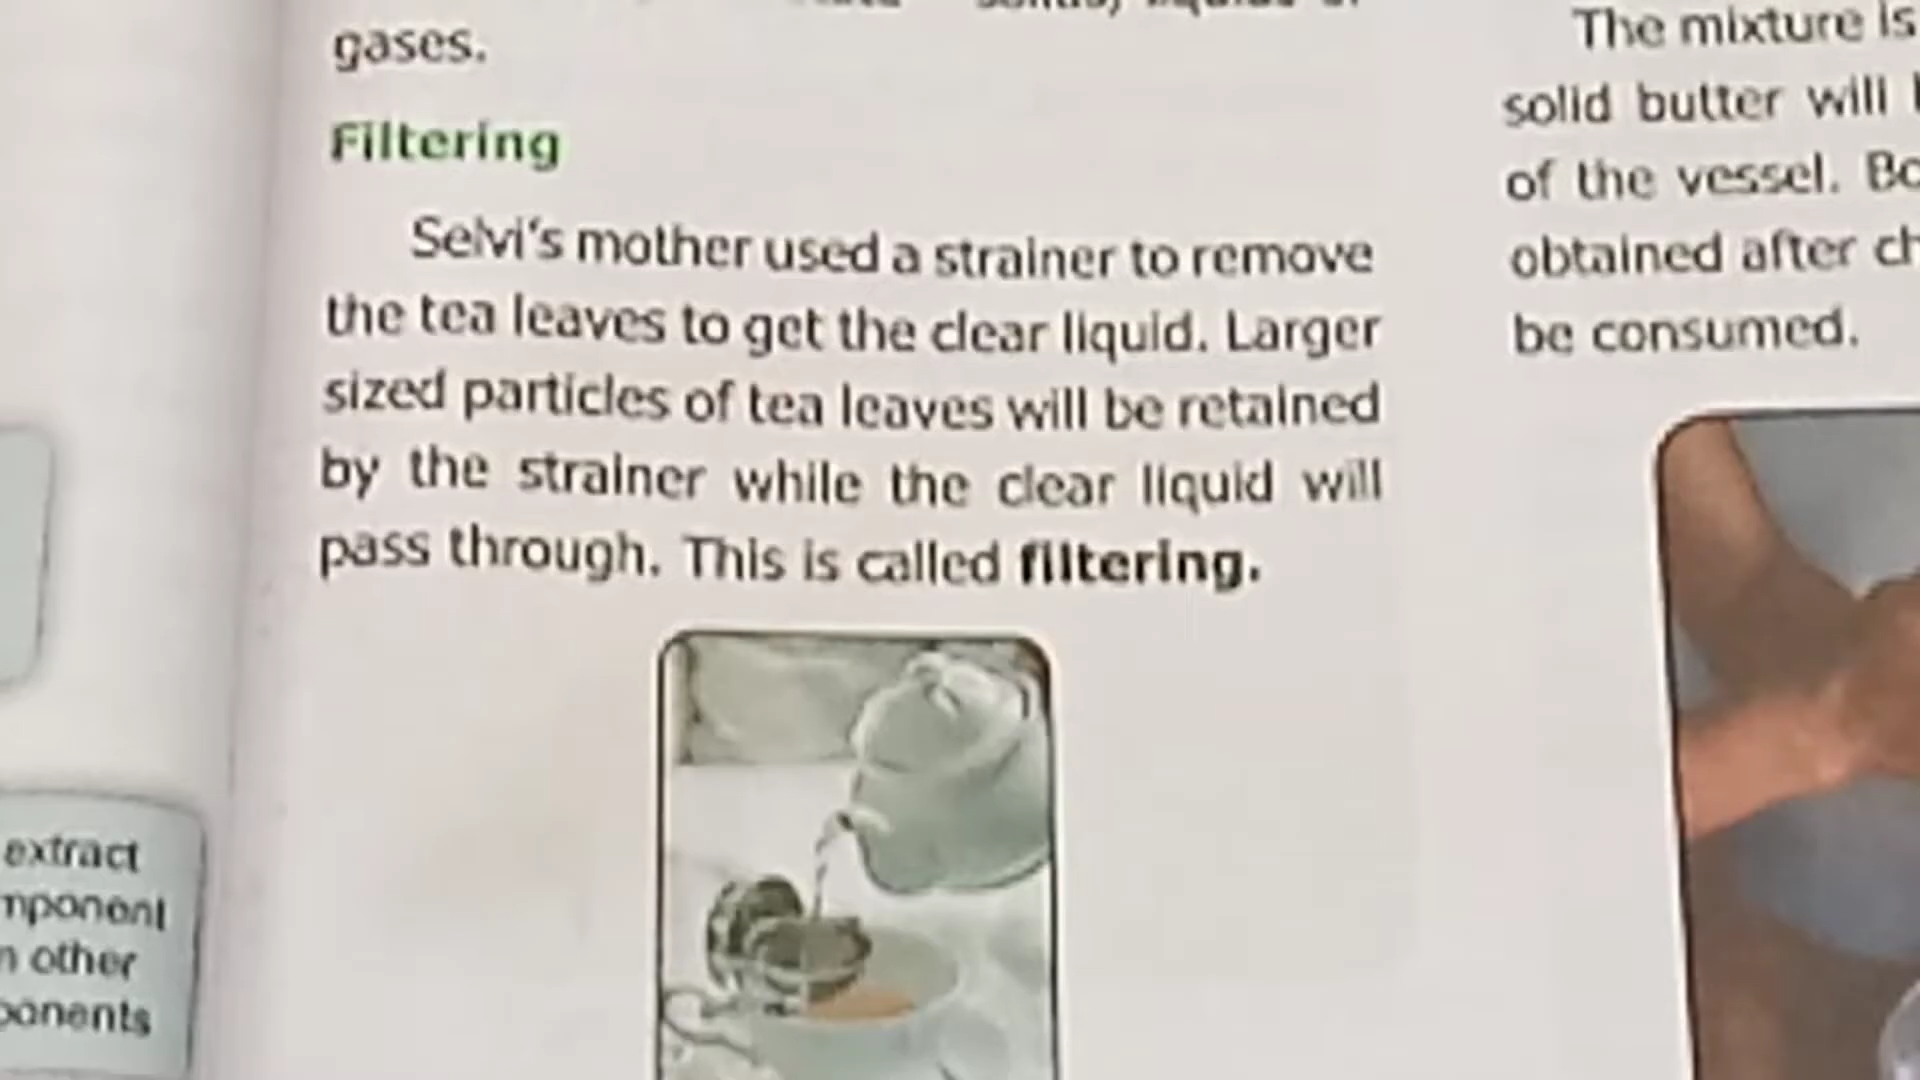 gases.
Filtering
Selvi's mother used a strainer to remove
the tea leaves to get the clear liquid. Larger
sized particles of tea leaves will be retained
by the strainer while the clear liquid will
pass through. This is called filtering.
extract
other
The mixture is
solid butter will
of the vessel.
obtained after
be consumed.